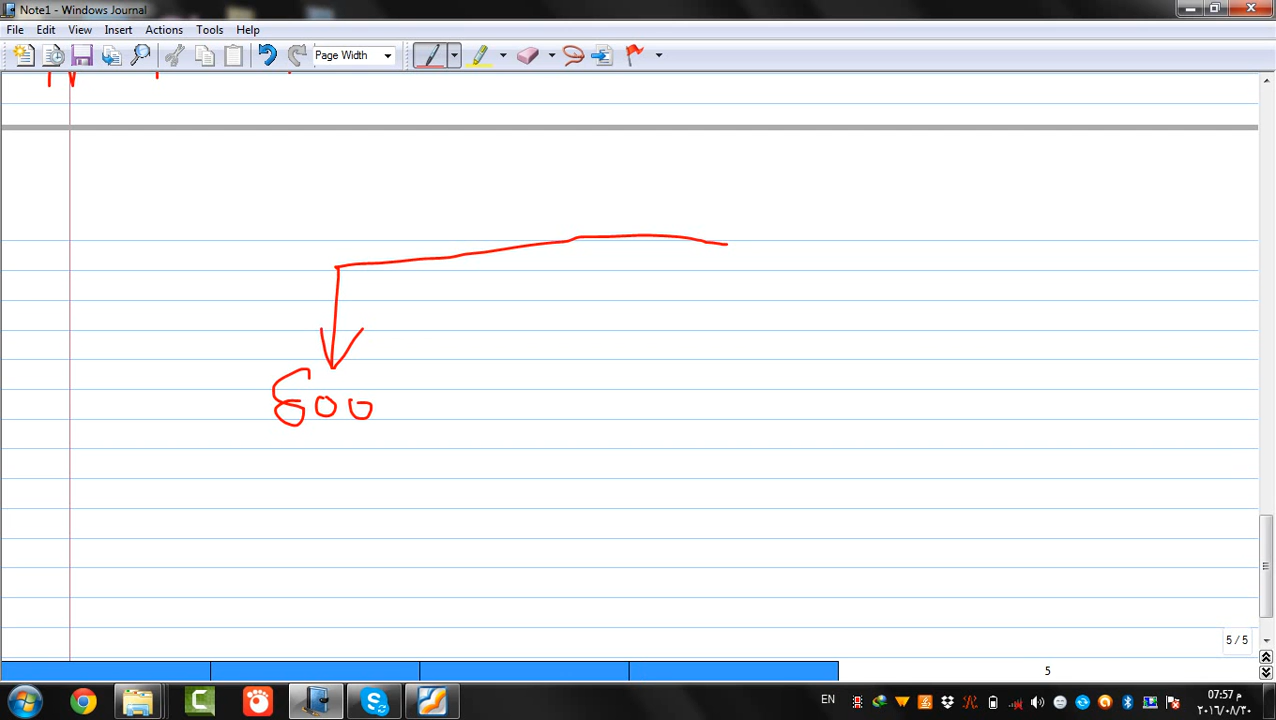 Note1 - Windows Journal
File Edit View Insert Actions Tools Help
Page Width
800
5 / 5
5
EN
07:57 م
٢٠١٦/٠٨/٣٠